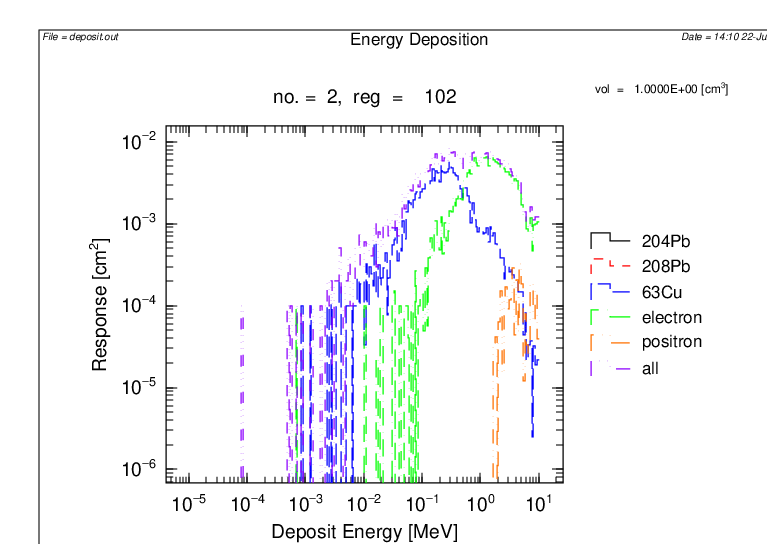 File = deposit.out
Energy Deposition
Date = 14:10 22-Ju
no. = 2, reg = 102
vol = 1.0000E+00 [cm³]
10⁻²
10⁻³
10⁻⁴
10⁻⁵
10⁻⁶
Response [cm²]
10⁻⁵ 10⁻⁴ 10⁻³ 10⁻² 10⁻¹ 10⁰ 10¹
Deposit Energy [MeV]
204Pb
208Pb
63Cu
electron
positron
all